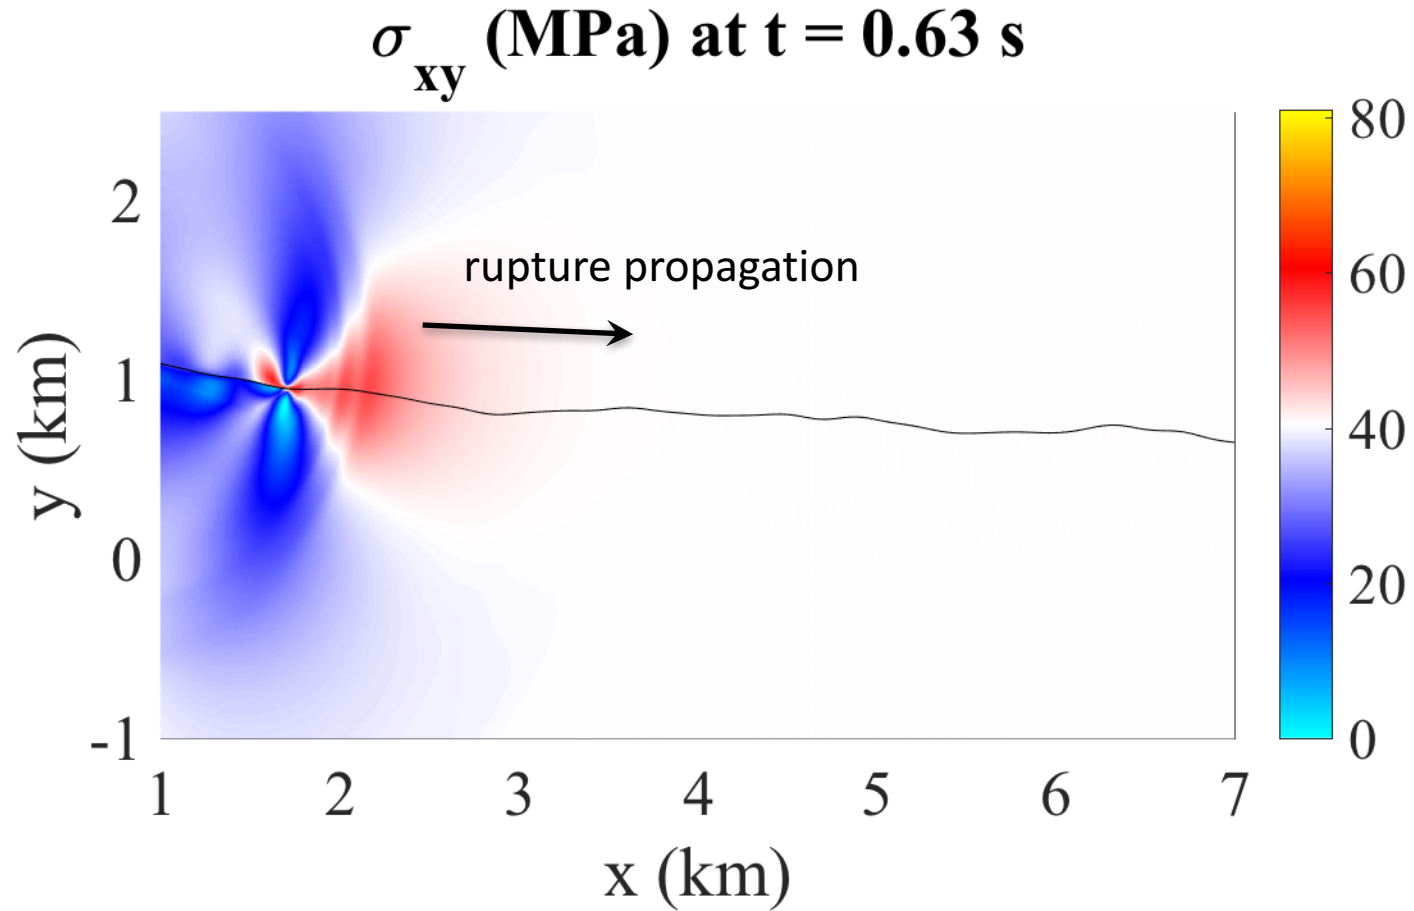 σxy (MPa) at t = 0.63 s
rupture propagation
y (km)
2
1
0
-1
1 2 3 4 5 6 7
x (km)
80
60
40
20
0